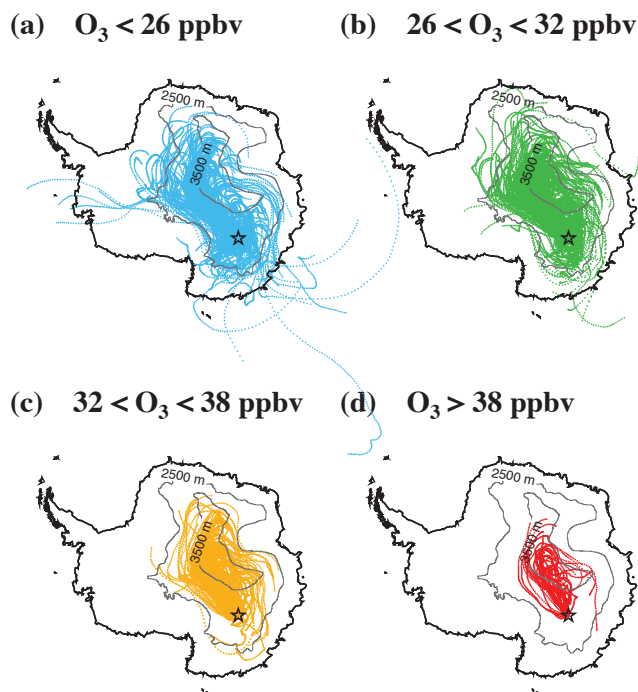 (a) O₃ < 26 ppbv
(b) 26 < O₃ < 32 ppbv
2500 m
3500 m
2500 m
3500 m
(c) 32 < O₃ < 38 ppbv
(d) O₃ > 38 ppbv
2500 m
3500 m
2500 m
3500 m